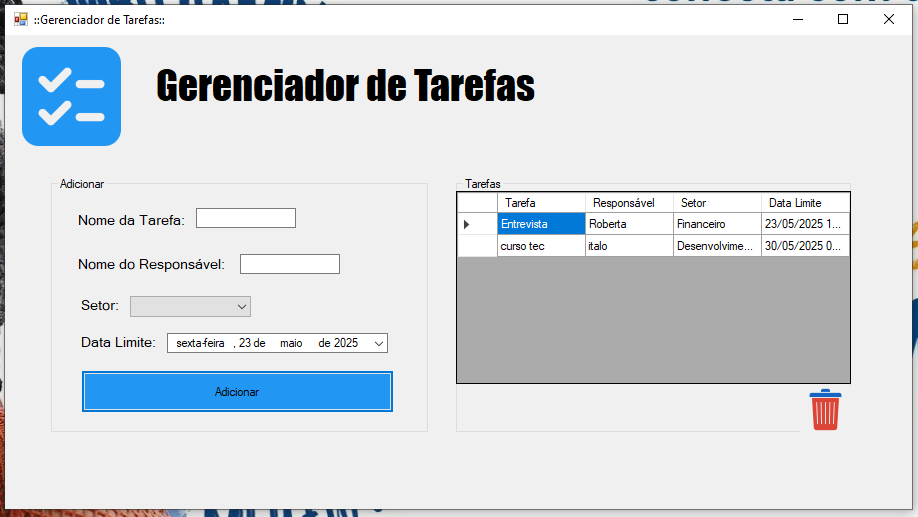 ::Gerenciador de Tarefas::
Gerenciador de Tarefas
Adicionar
Nome da Tarefa:
Nome do Responsável:
Setor:
Data Limite: sexta-feira , 23 de maio de 2025
Adicionar
Tarefas
Tarefa Responsável Setor Data Limite
Entrevista Roberta Financeiro 23/05/2025 1...
curso tec italo Desenvolvime... 30/05/2025 0...